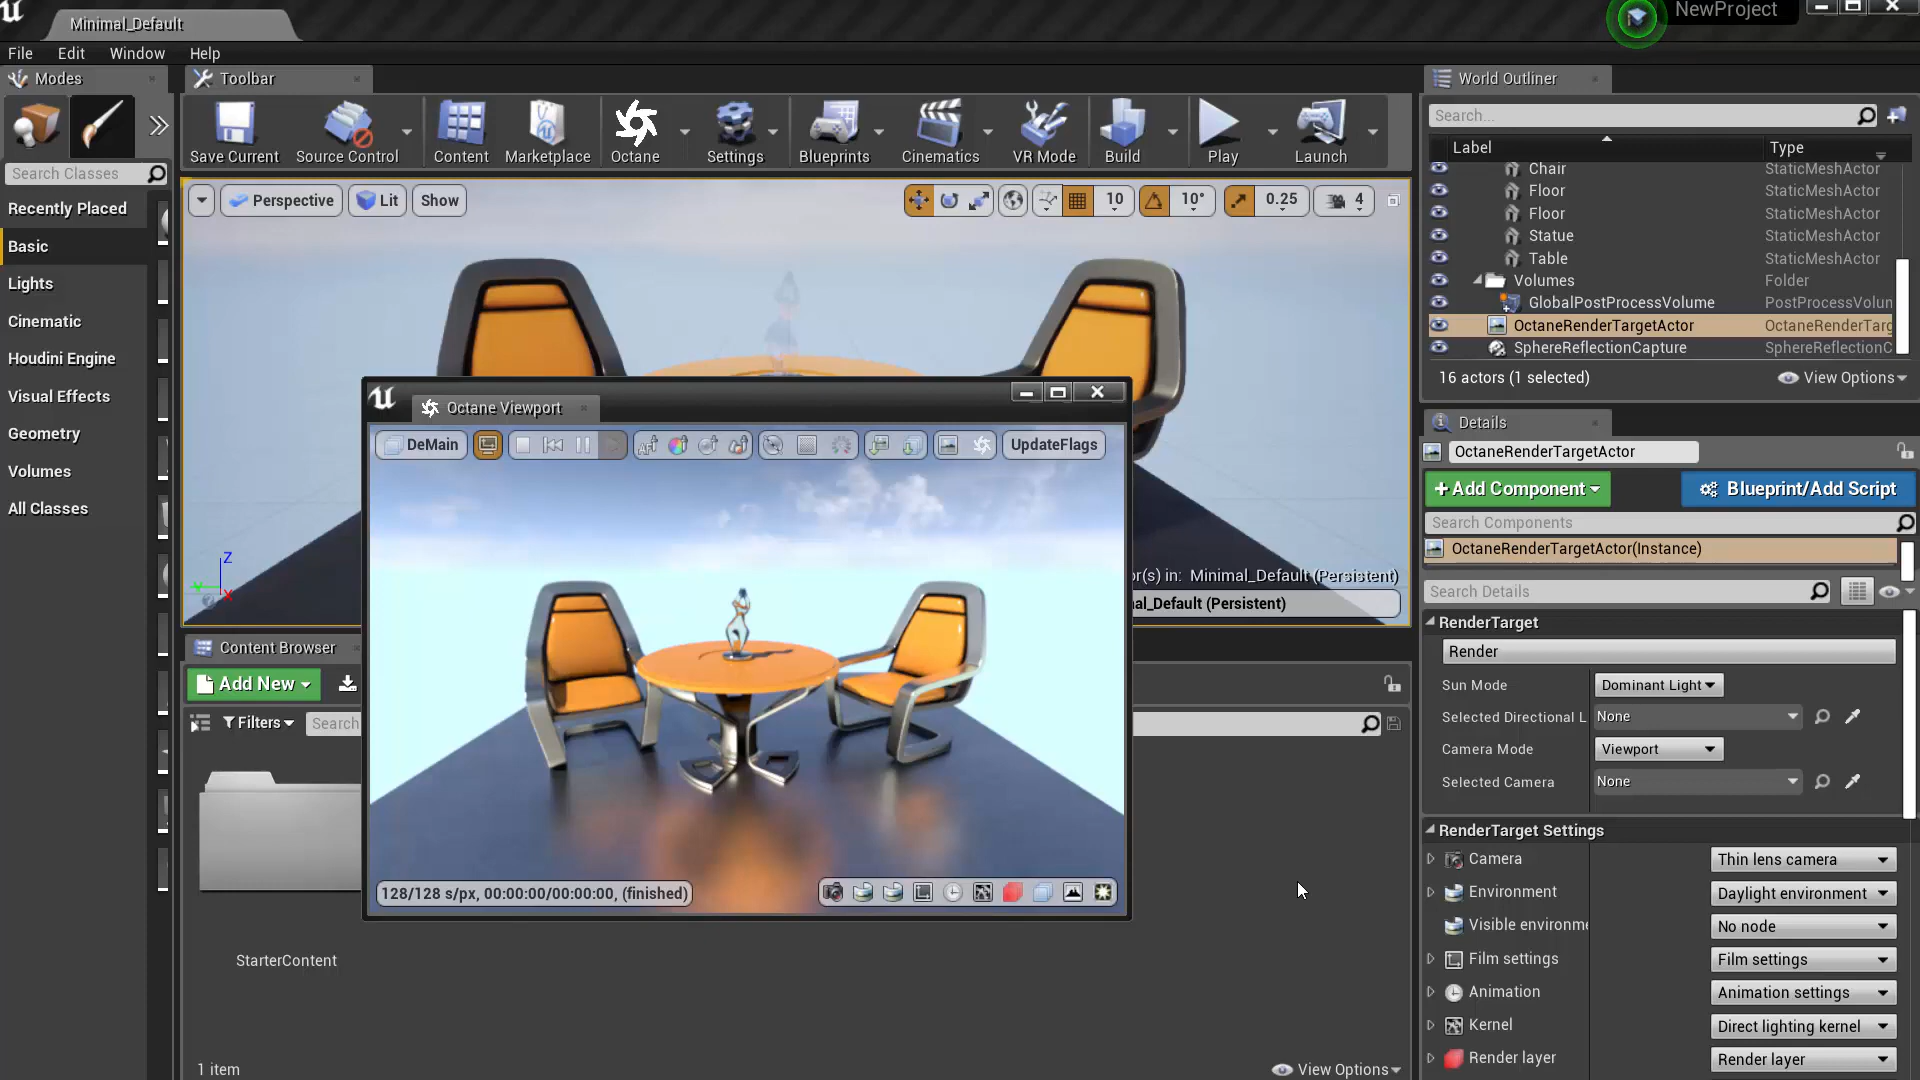 Minimal_Default
NewProject
File Edit Window Help
Modes
Toolbar
World Outliner
Search Classes
Save Current
Source Control
Content
Marketplace
Octane
Settings
Blueprints
Cinematics
VR Mode
Build
Play
Launch
Search...
Label
Type
Chair StaticMeshActor
Floor StaticMeshActor
Floor StaticMeshActor
Statue StaticMeshActor
Table StaticMeshActor
Volumes Folder
GlobalPostProcessVolume PostProcessVolun
OctaneRenderTargetActor OctaneRenderTarg
SphereReflectionCapture SphereReflectionC
16 actors (1 selected)
View Options
Recently Placed
Basic
Lights
Cinematic
Houdini Engine
Visual Effects
Geometry
Volumes
All Classes
Perspective
Lit
Show
10
10°
0.25
4
Z
Y
X
or(s) in: Minimal_Default (Persistent)
al_Default (Persistent)
Octane Viewport
DeMain
AF
UpdateFlags
128/128 s/px, 00:00:00/00:00:00, (finished)
Content Browser
Add New
Filters
Search
StarterContent
1 item
View Options
Details
OctaneRenderTargetActor
+Add Component
Blueprint/Add Script
Search Components
OctaneRenderTargetActor(Instance)
Search Details
RenderTarget
Render
Sun Mode Dominant Light
Selected Directional L None
Camera Mode Viewport
Selected Camera None
RenderTarget Settings
Camera Thin lens camera
Environment Daylight environment
Visible environme No node
Film settings Film settings
Animation Animation settings
Kernel Direct lighting kernel
Render layer Render layer